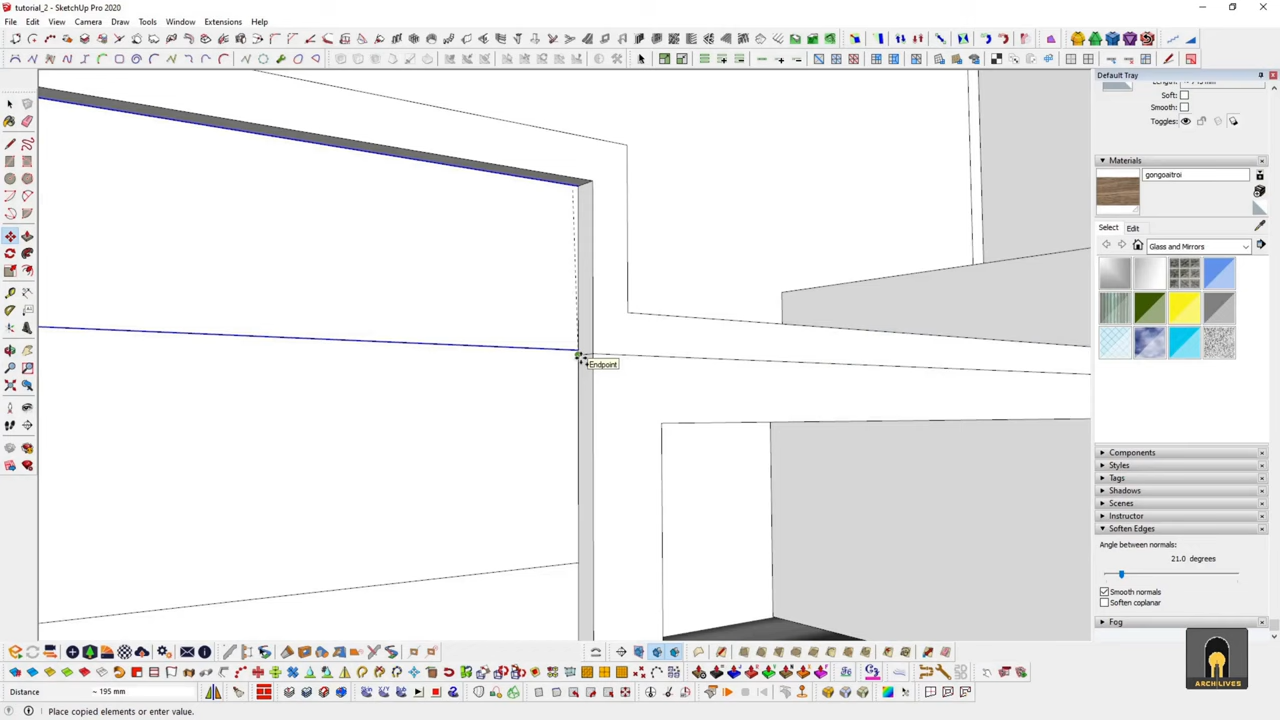 tutorial_2 - SketchUp Pro 2020
File Edit View Camera Draw Tools Window Extensions Help
Default Tray
Soft:
Smooth:
Toggles:
Materials
gongoaitroi
Select Edit
Glass and Mirrors
Endpoint
Components
Styles
Tags
Shadows
Scenes
Instructor
Soften Edges
Angle between normals:
21.0 degrees
Smooth normals
Soften coplanar
Fog
ARCHLIVES
Distance ~ 195 mm
Place copied elements or enter value.